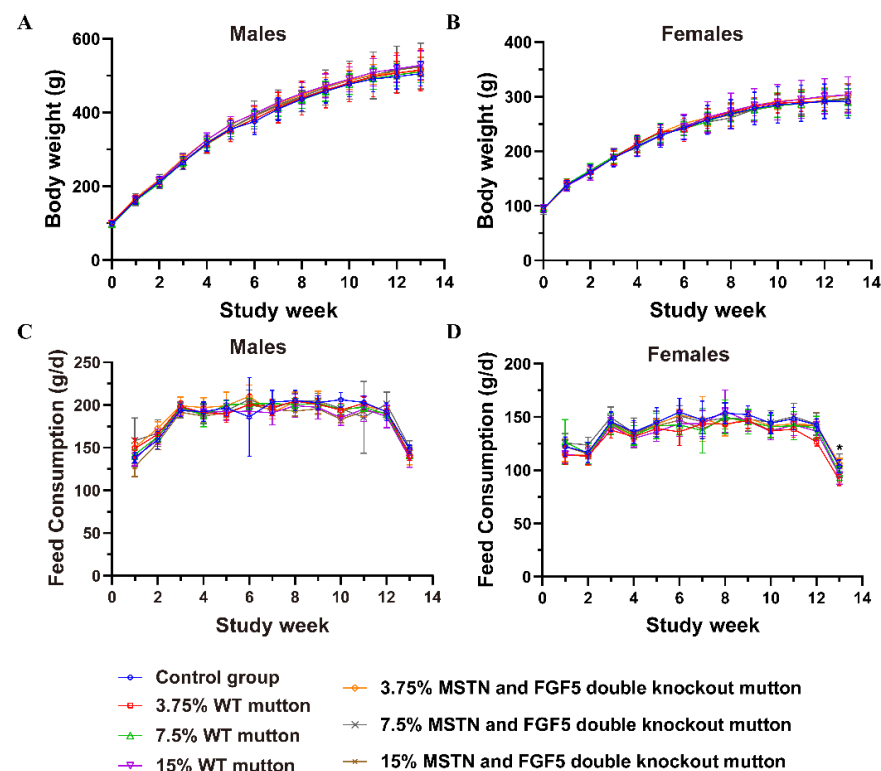 A
Males
Body weight (g)
600
400
200
0
0 2 4 6 8 10 12 14
Study week
B
Females
Body weight (g)
400
300
200
100
0
0 2 4 6 8 10 12 14
Study week
C
Males
Feed Consumption (g/d)
250
200
150
100
50
0
0 2 4 6 8 10 12 14
Study week
D
Females
Feed Consumption (g/d)
200
150
100
50
0
*
0 2 4 6 8 10 12 14
Study week
Control group
3.75% WT mutton
7.5% WT mutton
15% WT mutton
3.75% MSTN and FGF5 double knockout mutton
7.5% MSTN and FGF5 double knockout mutton
15% MSTN and FGF5 double knockout mutton